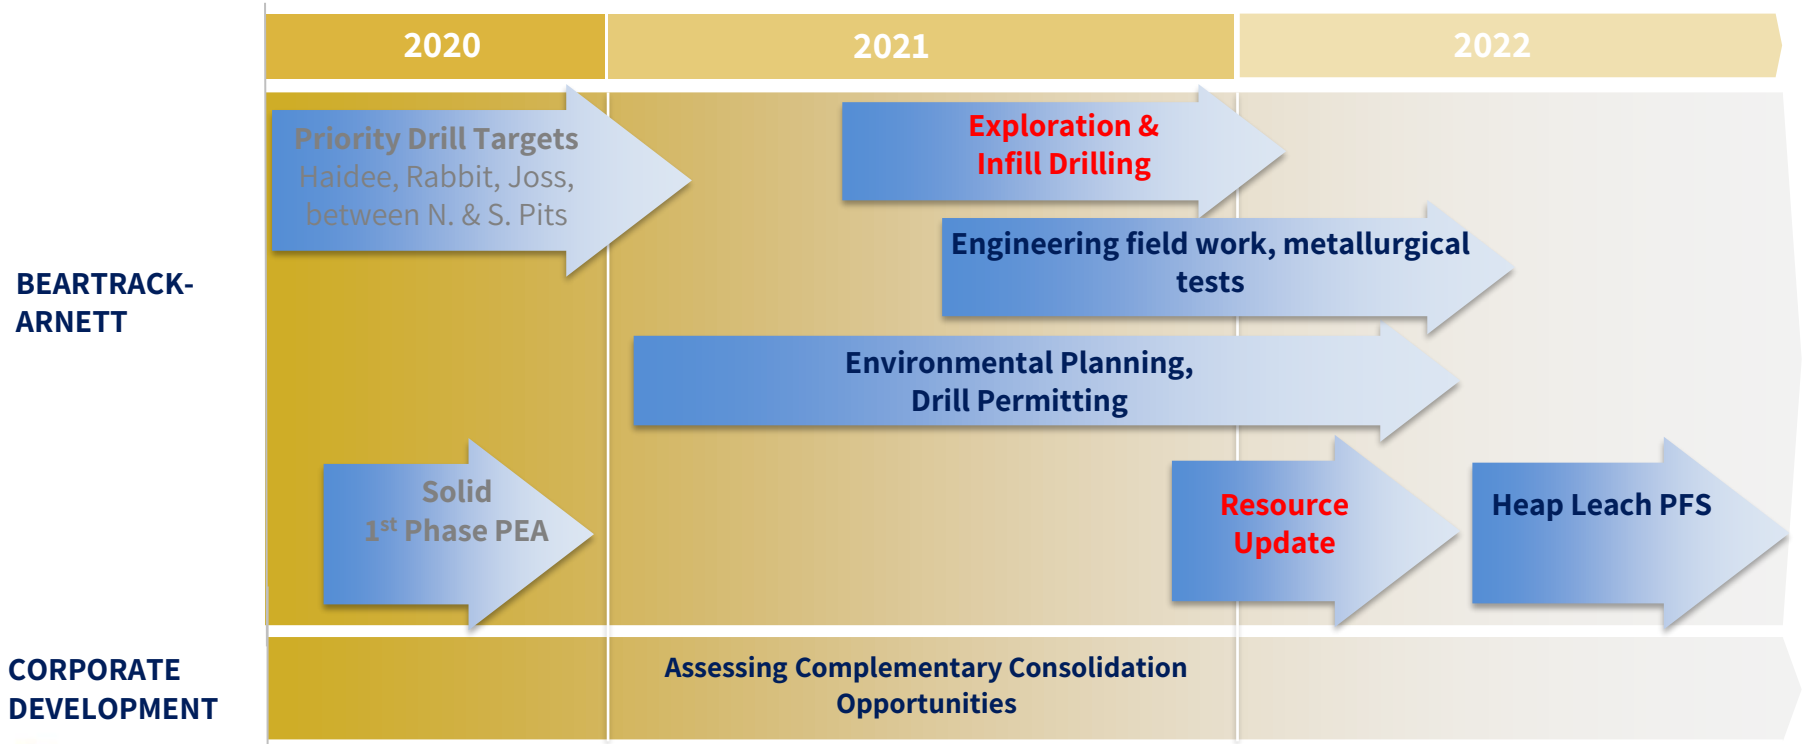 2020
2021
2022
Priority Drill Targets
Haidee, Rabbit, Joss,
between N. & S. Pits
Exploration &
Infill Drilling
Engineering field work, metallurgical
tests
BEARTRACK-
ARNETT
Environmental Planning,
Drill Permitting
Solid
1st Phase PEA
Resource
Update
Heap Leach PFS
CORPORATE
DEVELOPMENT
Assessing Complementary Consolidation
Opportunities